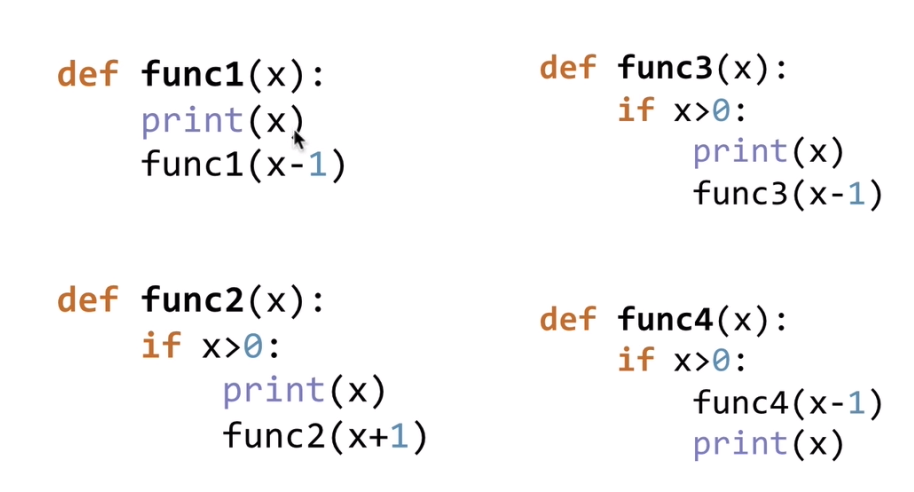 def func1(x):
    print(x)
    func1(x-1)
def func2(x):
    if x>0:
        print(x)
        func2(x+1)
def func3(x):
    if x>0:
        print(x)
        func3(x-1)
def func4(x):
    if x>0:
        func4(x-1)
        print(x)